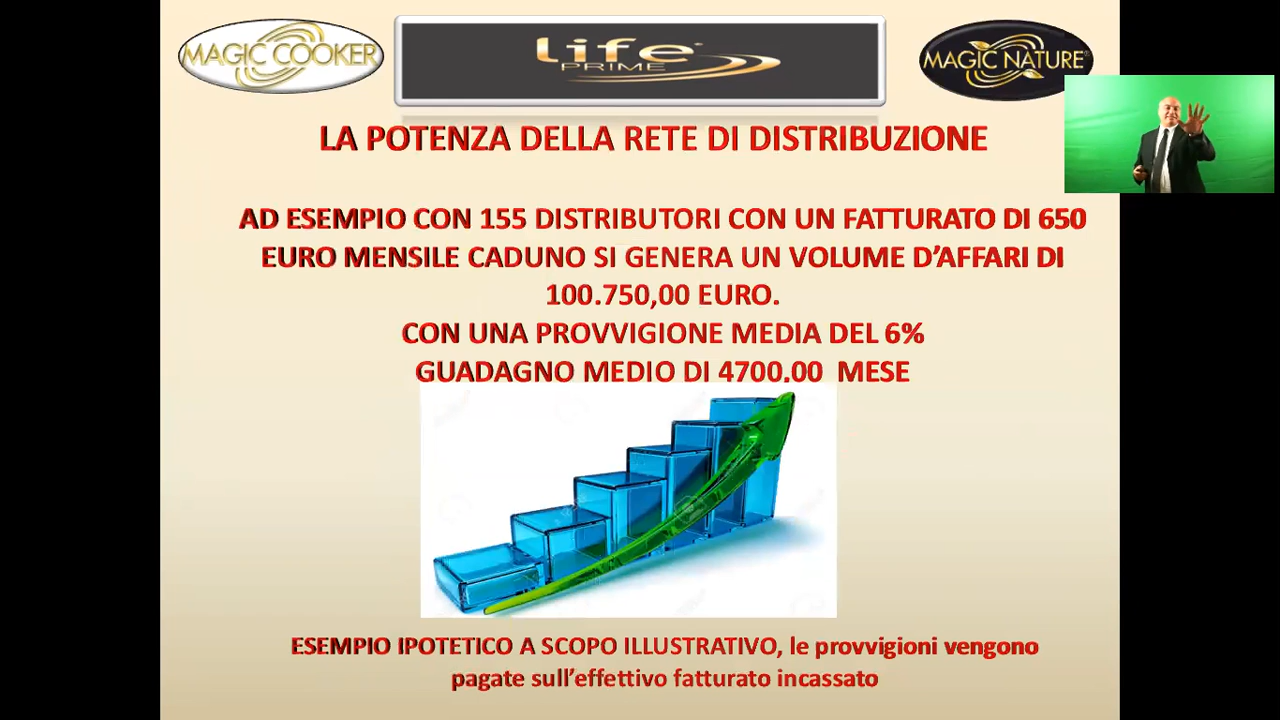 MAGIC COOKER
Life
PRIME
MAGIC NATURE®
LA POTENZA DELLA RETE DI DISTRIBUZIONE
AD ESEMPIO CON 155 DISTRIBUTORI CON UN FATTURATO DI 650
EURO MENSILE CADUNO SI GENERA UN VOLUME D’AFFARI DI
100.750,00 EURO.
CON UNA PROVVIGIONE MEDIA DEL 6%
GUADAGNO MEDIO DI 4700,00 MESE
ESEMPIO IPOTETICO A SCOPO ILLUSTRATIVO, le provvigioni vengono
pagate sull’effettivo fatturato incassato